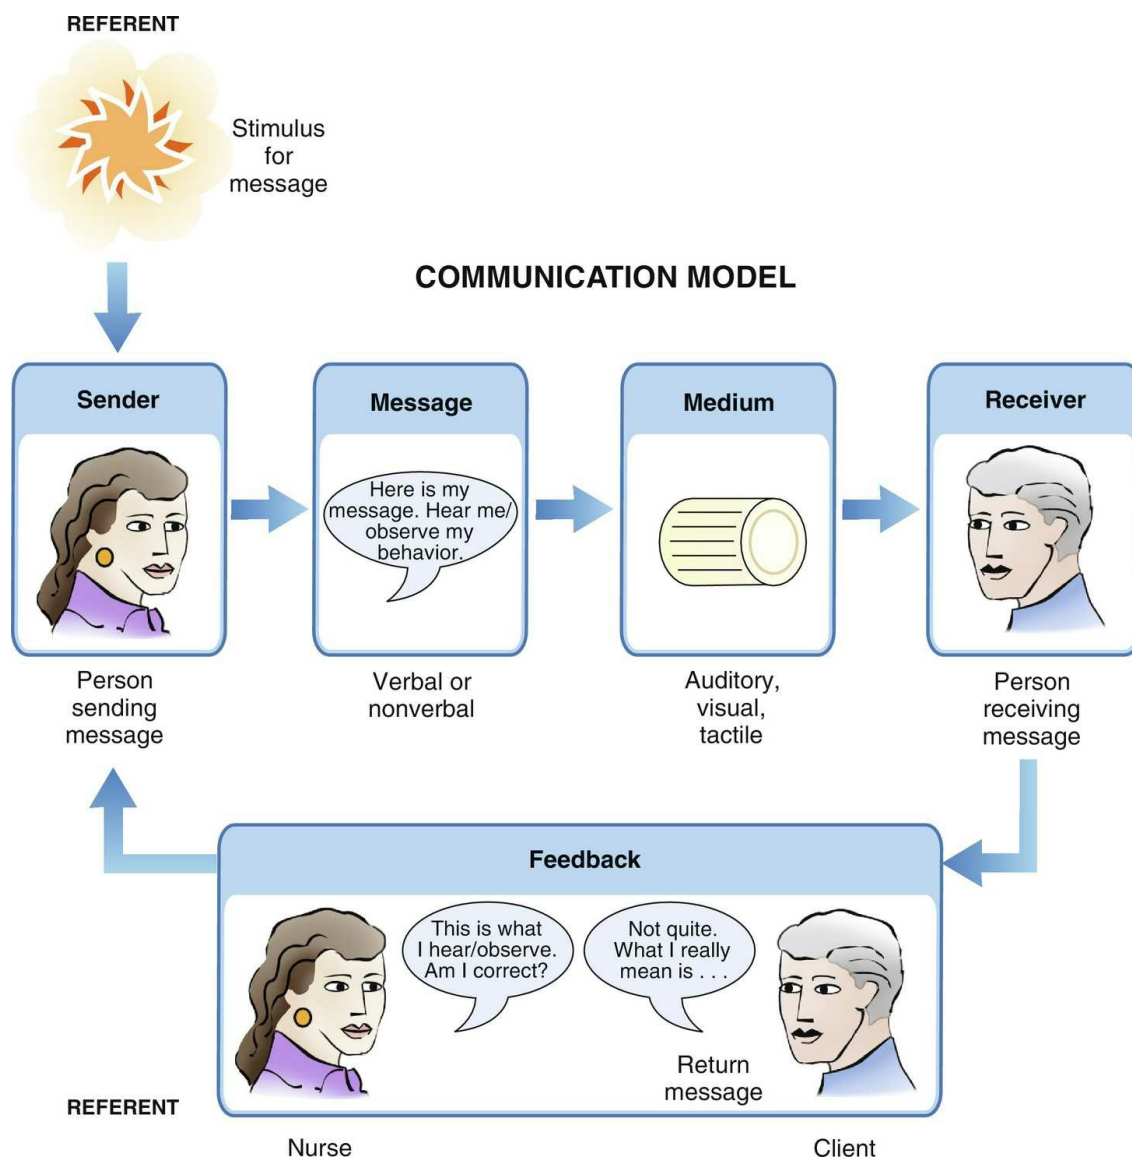 REFERENT
Stimulus
for
message
COMMUNICATION MODEL
Sender
Message
Medium
Receiver
Here is my
message. Hear me/
observe my
behavior.
Person
sending
message
Verbal or
nonverbal
Auditory,
visual,
tactile
Person
receiving
message
Feedback
This is what
I hear/observe.
Am I correct?
Not quite.
What I really
mean is . . .
Return
message
REFERENT
Nurse
Client